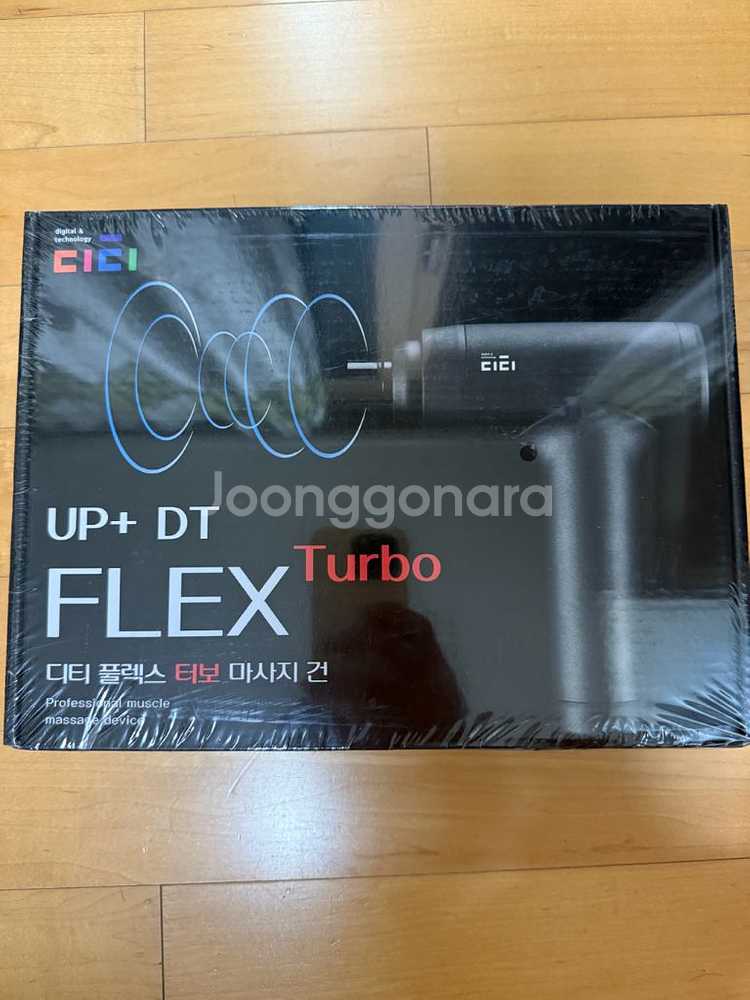 digital &
technology
디티
디티
Joonggonara
UP+ DT
FLEX Turbo
디티 풀렉스 터보 마사지 건
Professional muscle
massage device